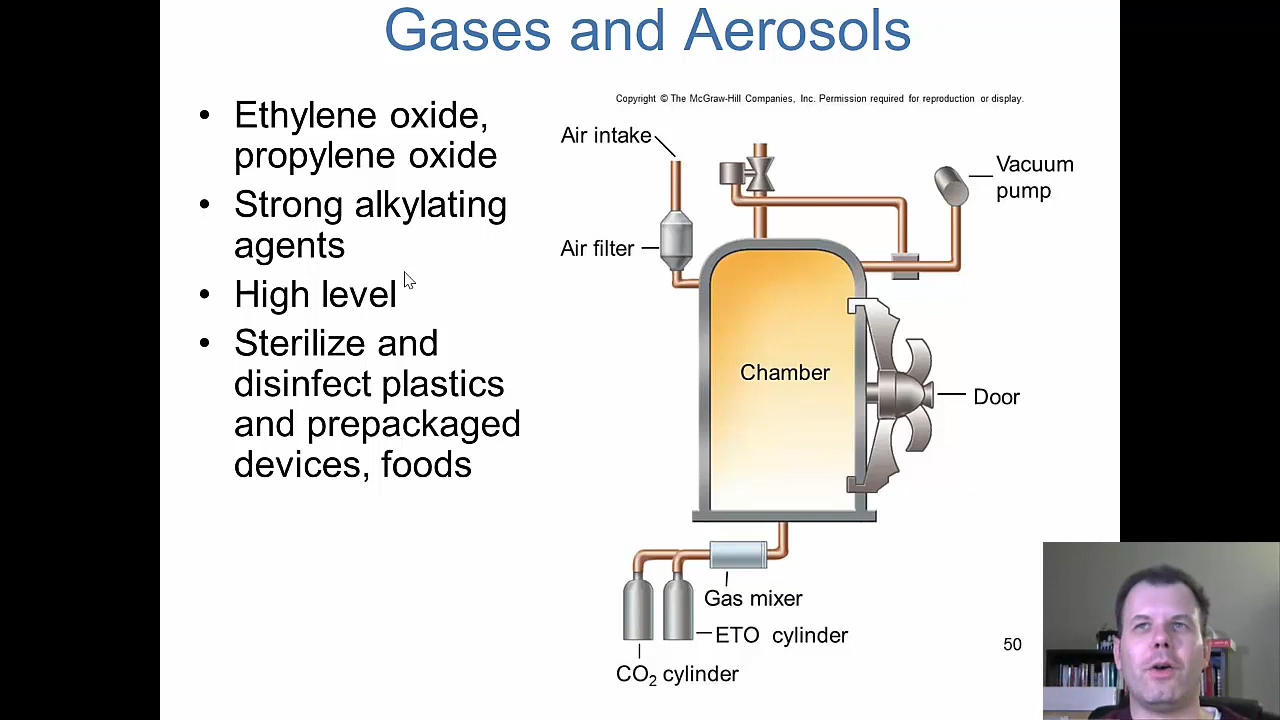 Gases and Aerosols
• Ethylene oxide,
propylene oxide
• Strong alkylating
agents
• High level
• Sterilize and
disinfect plastics
and prepackaged
devices, foods
Copyright © The McGraw-Hill Companies, Inc. Permission required for reproduction or display.
Air intake
Vacuum
pump
Air filter
Chamber
Door
Gas mixer
ETO cylinder
CO₂ cylinder
50